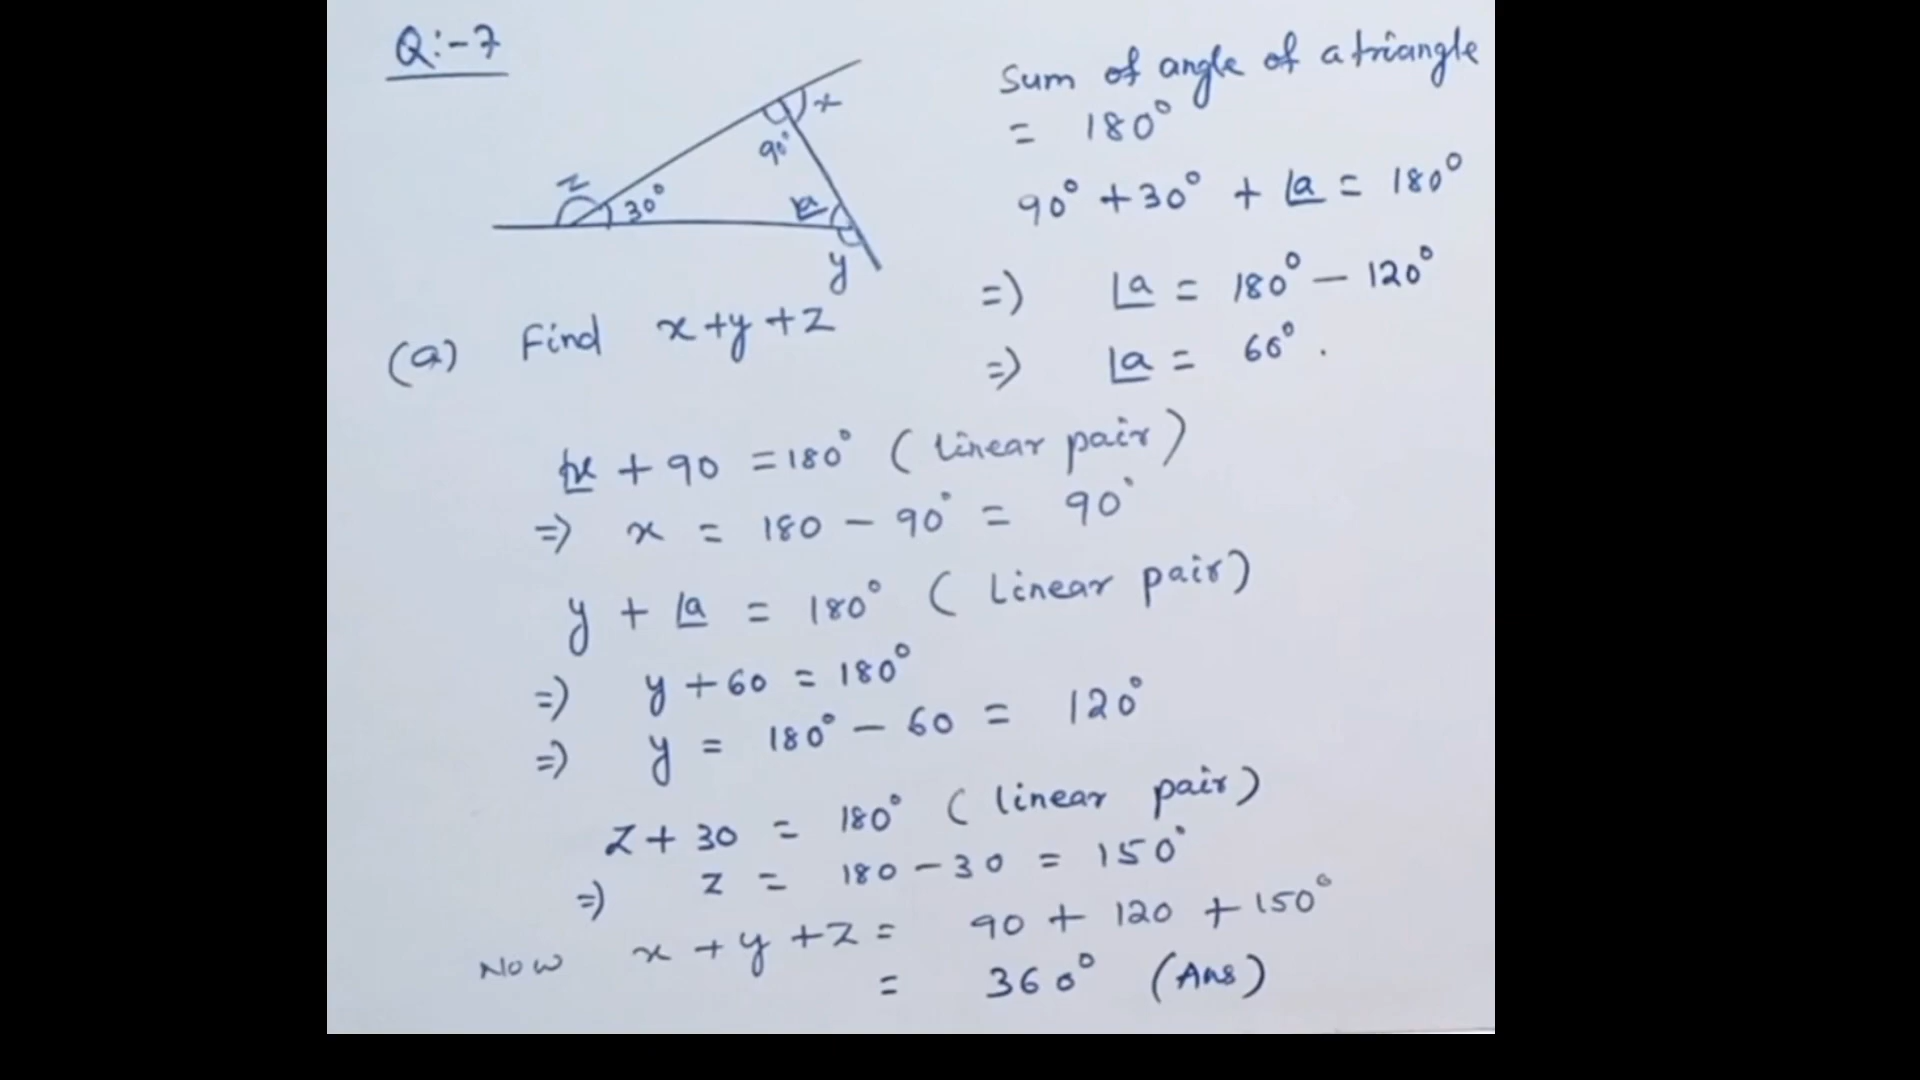 Q:-7
x
90°
z
30°
∠a
y
(a) Find x+y+z
Sum of angle of a triangle
= 180°
90° + 30° + ∠a = 180°
=) ∠a = 180° - 120°
=) ∠a = 60°.
∠x + 90 = 180° (linear pair)
=) x = 180 - 90° = 90°
y + ∠a = 180° (Linear pair)
=) y + 60 = 180°
=) y = 180° - 60 = 120°
z + 30 = 180° (linear pair)
=) z = 180 - 30 = 150°
Now x + y + z = 90 + 120 + 150°
= 360° (Ans)